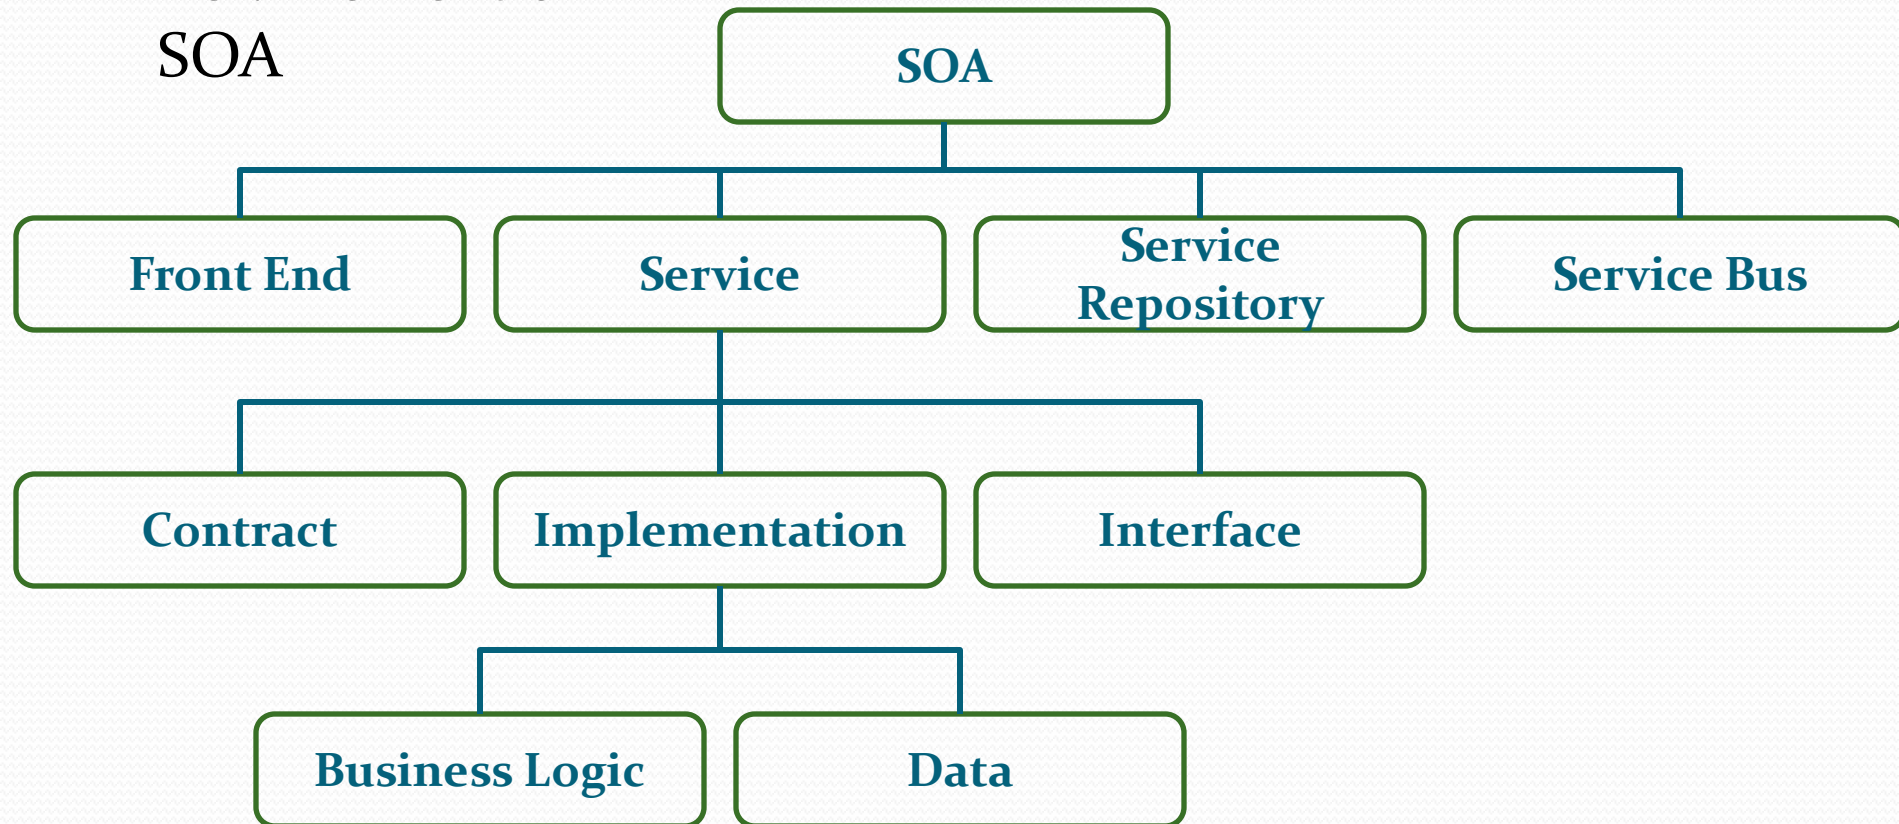 SOA
SOA
Front End
Service
Service
Repository
Service Bus
Contract
Implementation
Interface
Business Logic
Data